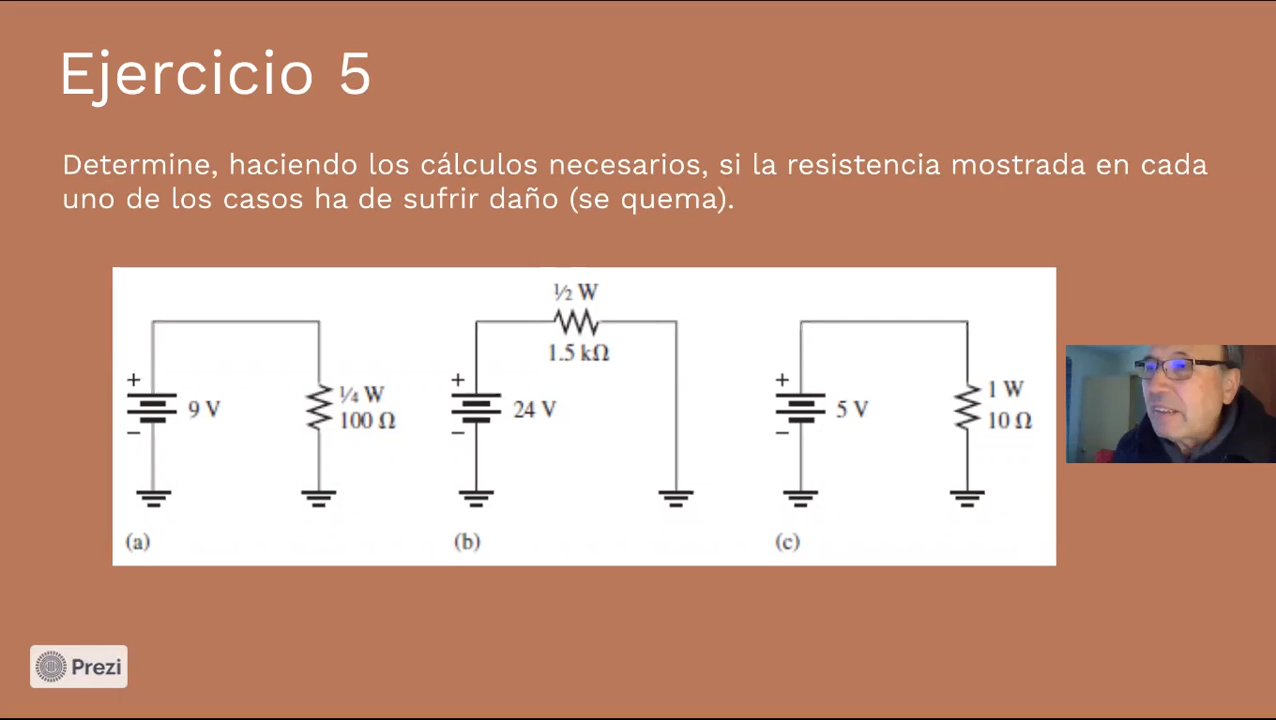 Ejercicio 5
Determine, haciendo los cálculos necesarios, si la resistencia mostrada en cada
uno de los casos ha de sufrir daño (se quema).
½ W
1.5 kΩ
+
9 V
−
¼ W
100 Ω
+
24 V
−
+
5 V
−
1 W
10 Ω
(a)
(b)
(c)
Prezi